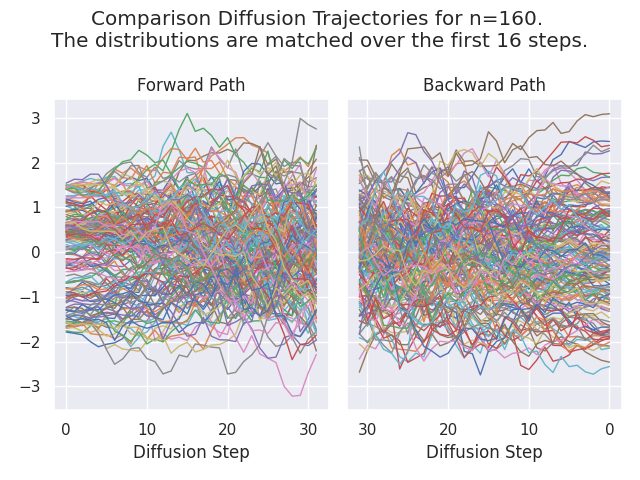 Comparison Diffusion Trajectories for n=160.
The distributions are matched over the first 16 steps.
Forward Path
Backward Path
3
2
1
0
−1
−2
−3
0 10 20 30
30 20 10 0
Diffusion Step
Diffusion Step